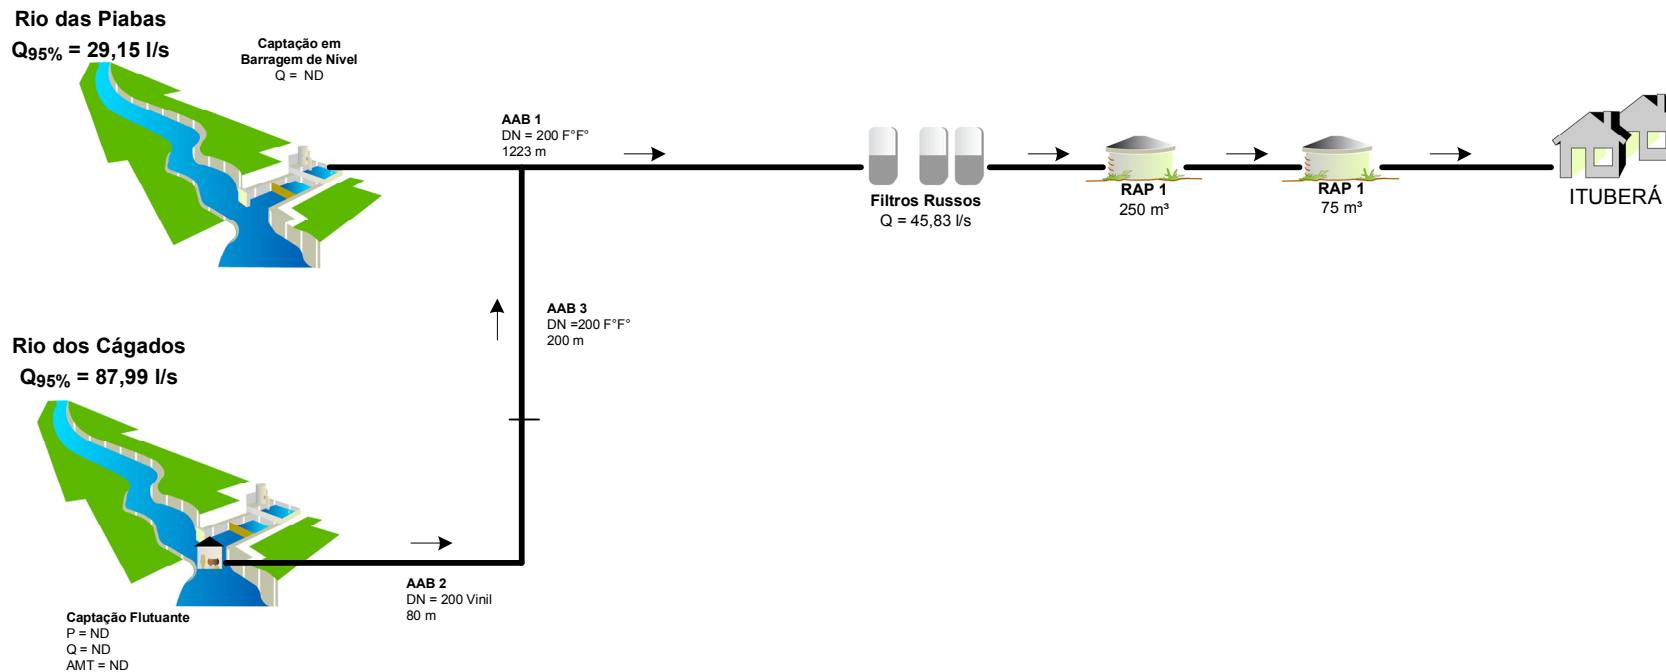 Rio das Piabas
Q95% = 29,15 l/s
Captação em
Barragem de Nível
Q = ND
AAB 1
DN = 200 F°F°
1223 m
Filtros Russos
Q = 45,83 l/s
RAP 1
250 m³
RAP 1
75 m³
ITUBERÁ
AAB 3
DN =200 F°F°
200 m
Rio dos Cágados
Q95% = 87,99 l/s
AAB 2
DN = 200 Vinil
80 m
Captação Flutuante
P = ND
Q = ND
AMT = ND